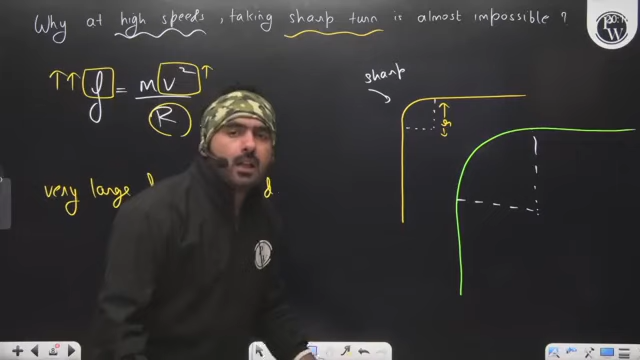 Why at high speeds, taking sharp turn is almost impossible ?
↑↑ f = mv² ↑
R
sharp
r
very large